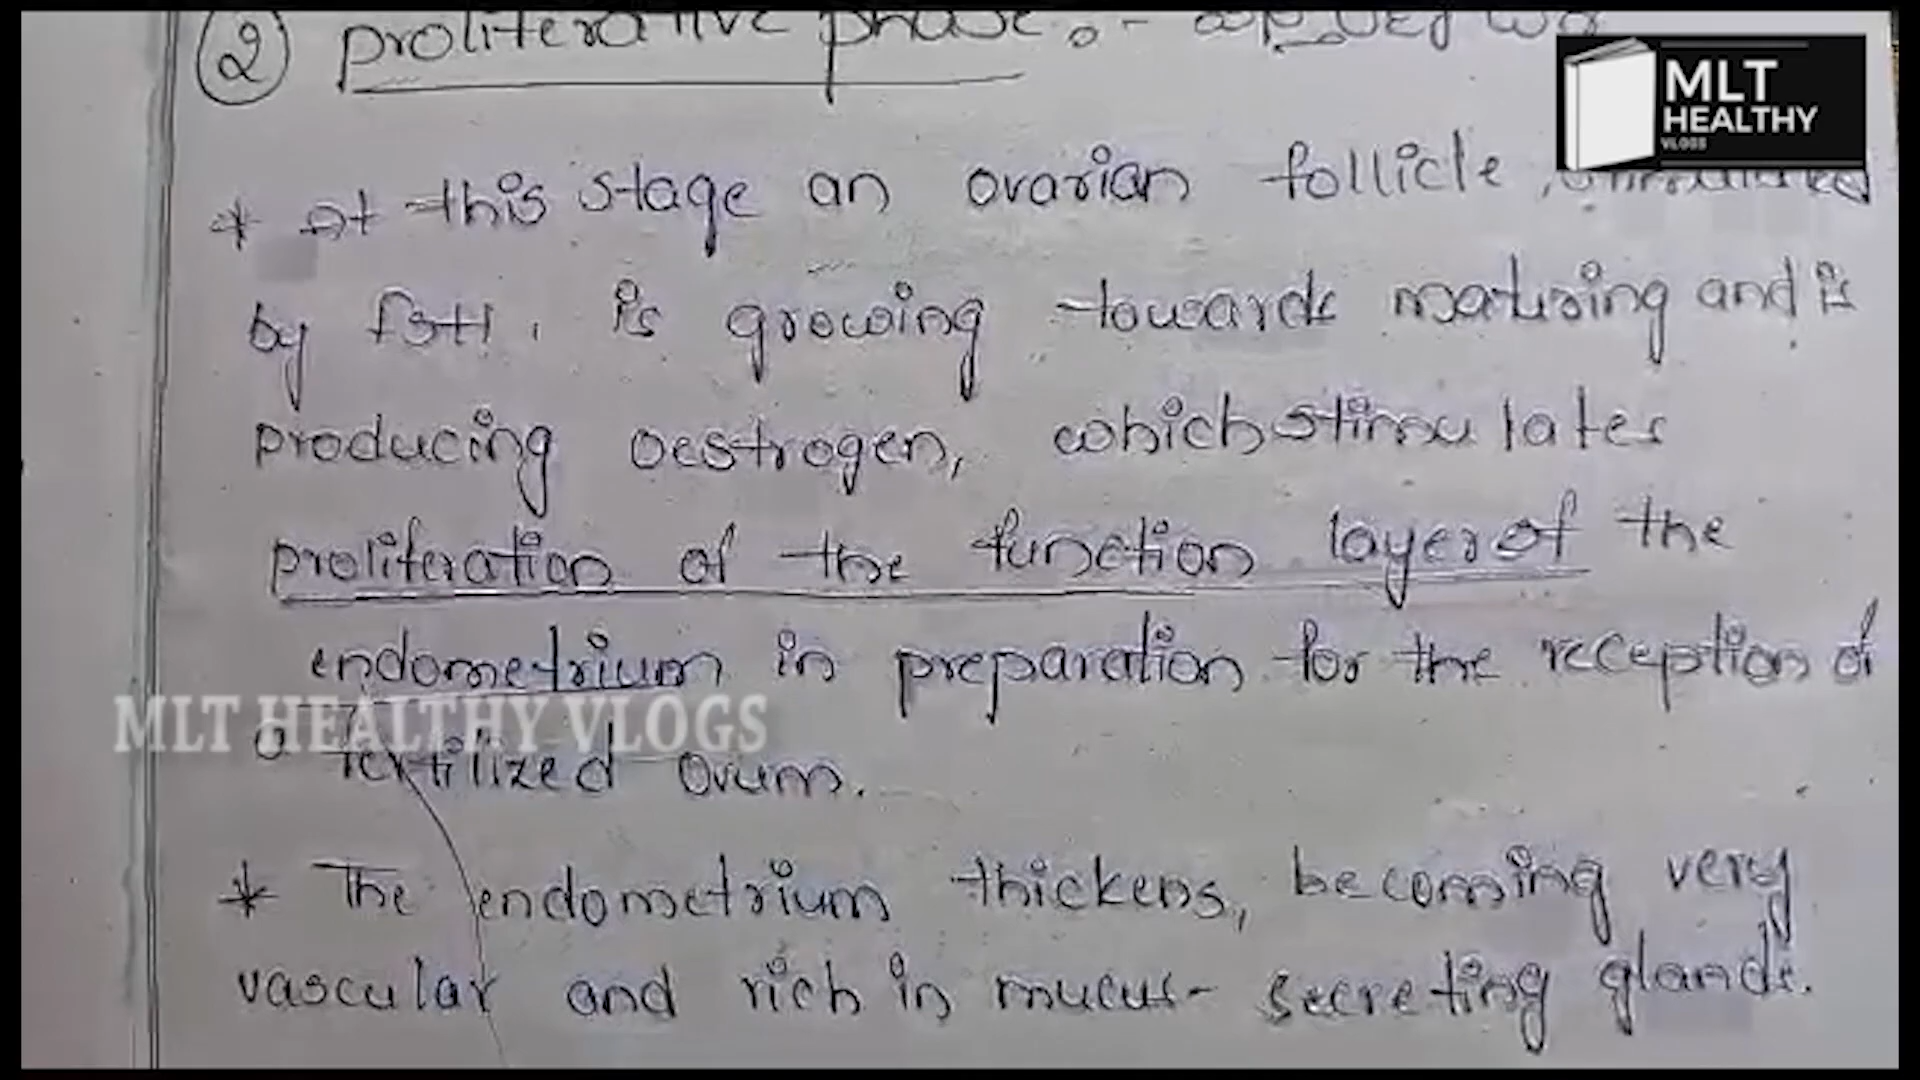 ② proliferative phase :-
MLT
HEALTHY
VLOGS
* At this stage an ovarian follicle, stimulated
by FSH, is growing towards maturing and is
producing oestrogen, which stimulates
proliferation of the function layer of the
endometrium in preparation for the reception of
MLT HEALTHY VLOGS
a fertilized ovum.
* The endometrium thickens, becoming very
vascular and rich in mucus- secreting glands.